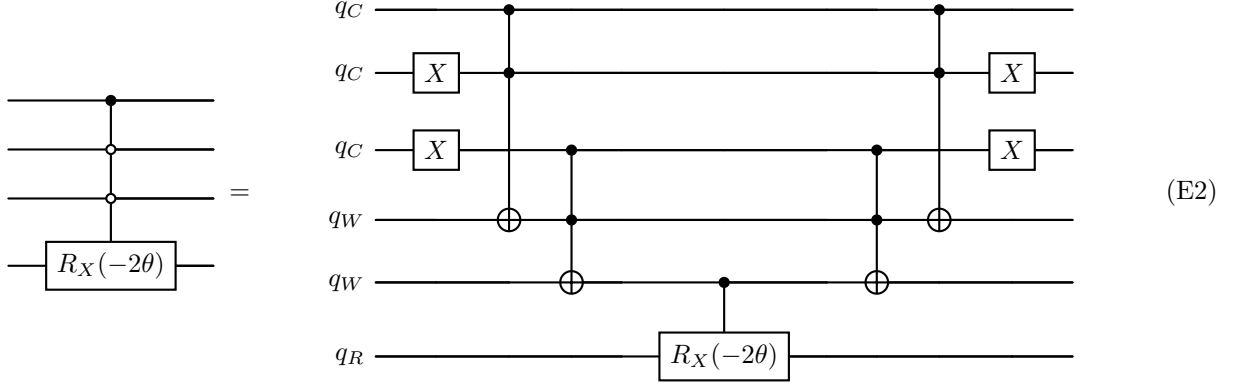 q_C
q_C X X
q_C X X
= (E2)
q_W
q_W
R_X(−2θ)
q_R R_X(−2θ)